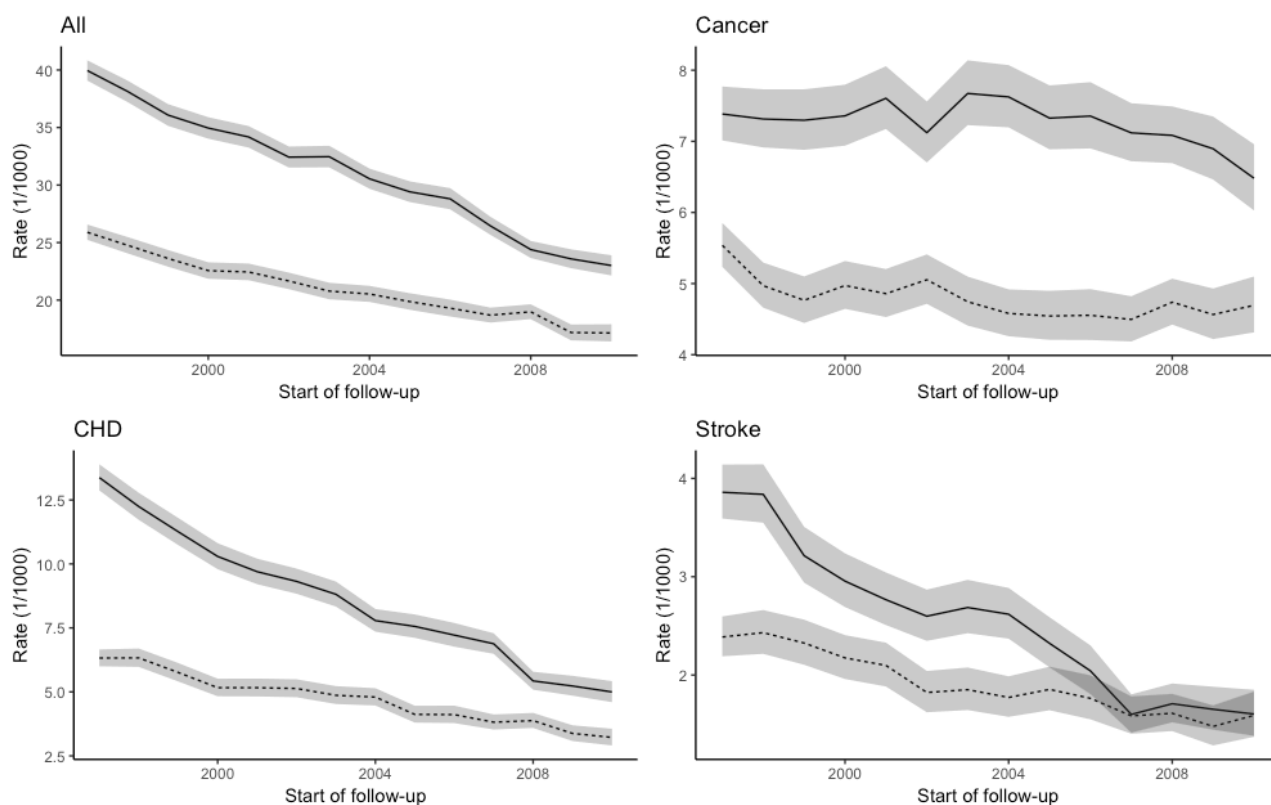 All
Rate (1/1000)
40
35
30
25
20
2000
2004
2008
Start of follow-up
Cancer
Rate (1/1000)
8
7
6
5
4
2000
2004
2008
Start of follow-up
CHD
Rate (1/1000)
12.5
10.0
7.5
5.0
2.5
2000
2004
2008
Start of follow-up
Stroke
Rate (1/1000)
4
3
2
2000
2004
2008
Start of follow-up